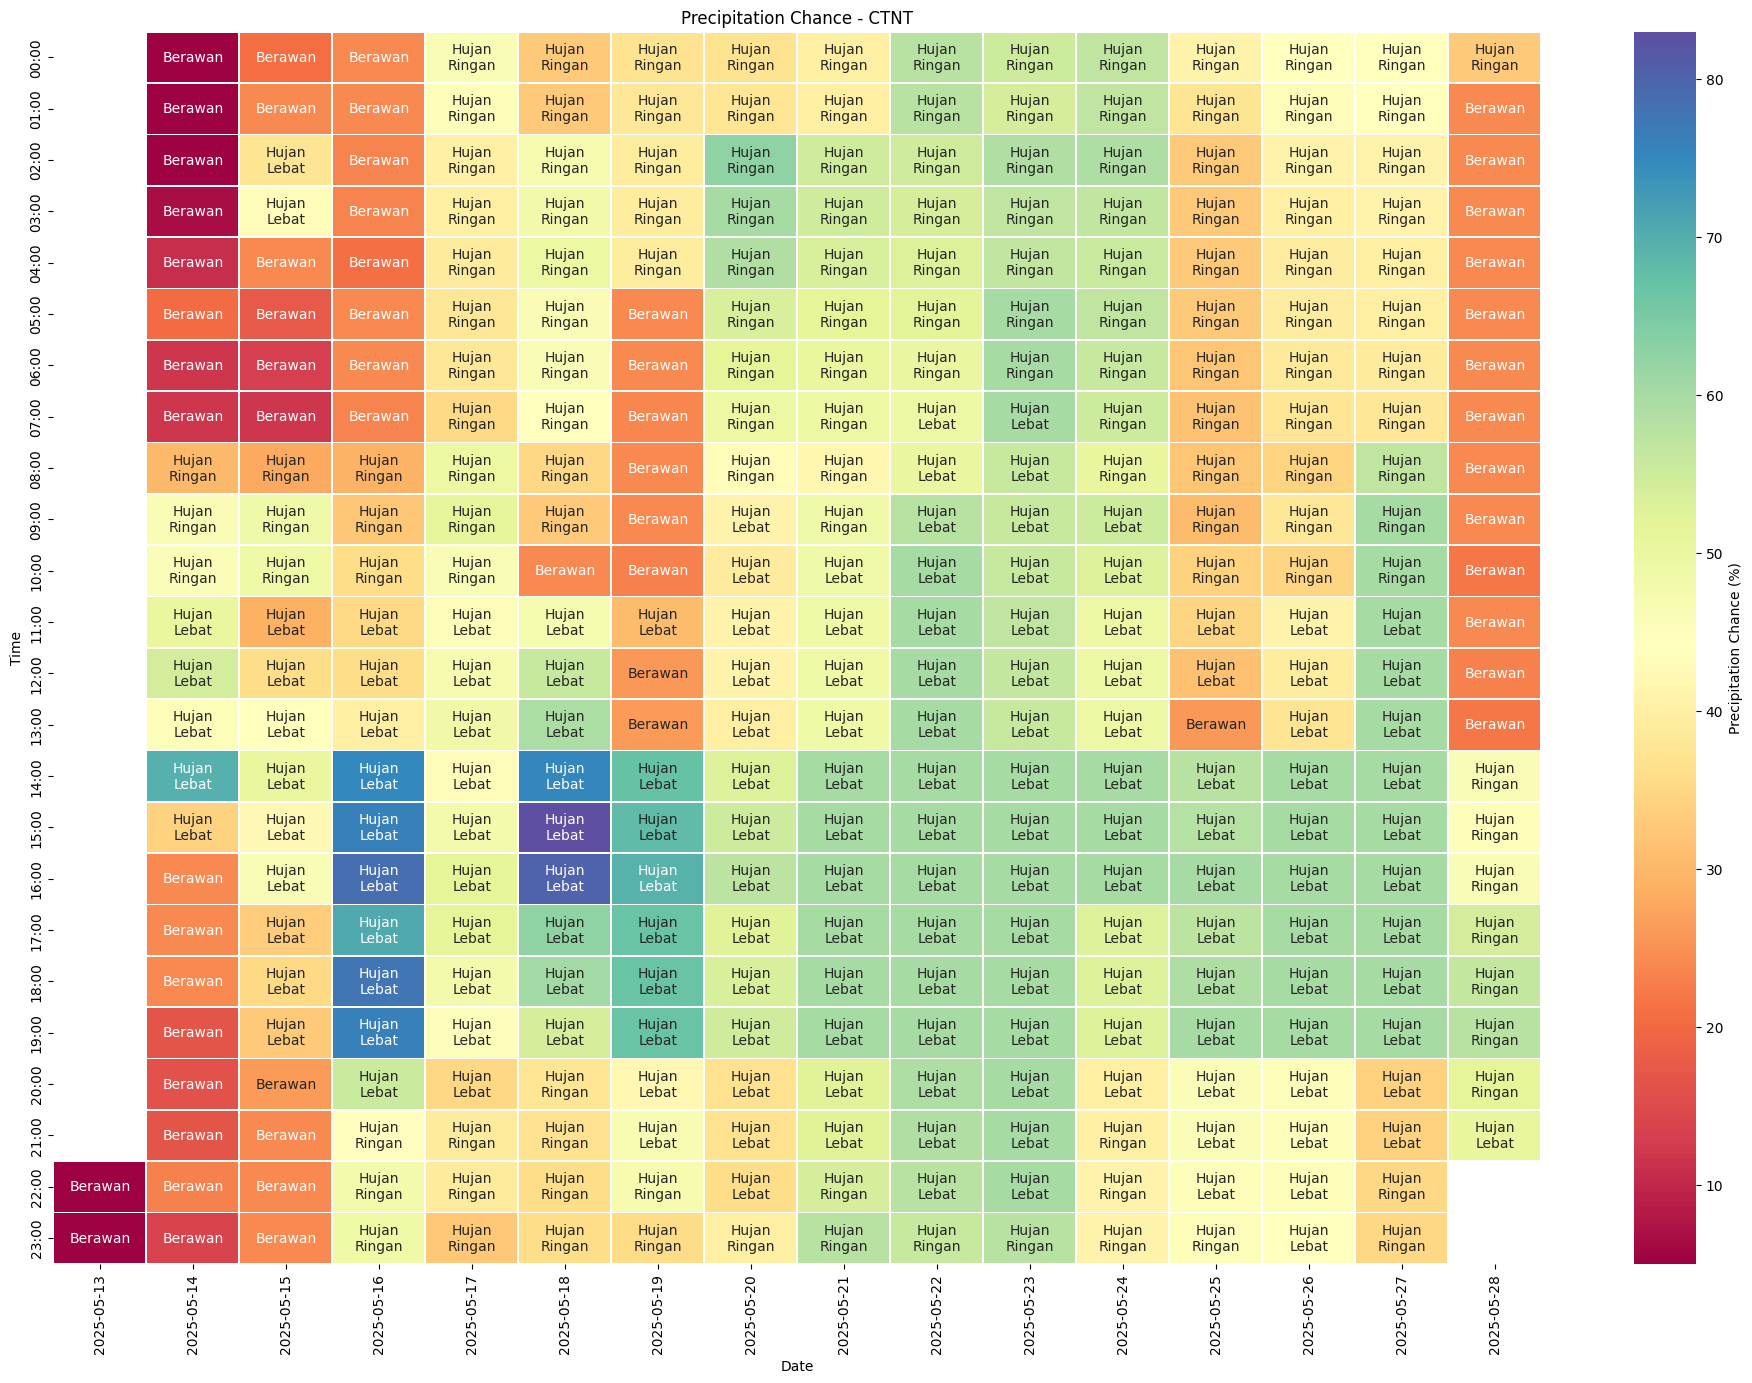 Precipitation Chance - CTNT
00:00 Berawan Berawan Berawan Hujan Ringan Hujan Ringan Hujan Ringan Hujan Ringan Hujan Ringan Hujan Ringan Hujan Ringan Hujan Ringan Hujan Ringan Hujan Ringan Hujan Ringan Hujan Ringan
01:00 Berawan Berawan Berawan Hujan Ringan Hujan Ringan Hujan Ringan Hujan Ringan Hujan Ringan Hujan Ringan Hujan Ringan Hujan Ringan Hujan Ringan Hujan Ringan Hujan Ringan Berawan
02:00 Berawan Hujan Lebat Berawan Hujan Ringan Hujan Ringan Hujan Ringan Hujan Ringan Hujan Ringan Hujan Ringan Hujan Ringan Hujan Ringan Hujan Ringan Hujan Ringan Hujan Ringan Berawan
03:00 Berawan Hujan Lebat Berawan Hujan Ringan Hujan Ringan Hujan Ringan Hujan Ringan Hujan Ringan Hujan Ringan Hujan Ringan Hujan Ringan Hujan Ringan Hujan Ringan Hujan Ringan Berawan
04:00 Berawan Berawan Berawan Hujan Ringan Hujan Ringan Hujan Ringan Hujan Ringan Hujan Ringan Hujan Ringan Hujan Ringan Hujan Ringan Hujan Ringan Hujan Ringan Hujan Ringan Berawan
05:00 Berawan Berawan Berawan Hujan Ringan Hujan Ringan Berawan Hujan Ringan Hujan Ringan Hujan Ringan Hujan Ringan Hujan Ringan Hujan Ringan Hujan Ringan Hujan Ringan Berawan
06:00 Berawan Berawan Berawan Hujan Ringan Hujan Ringan Berawan Hujan Ringan Hujan Ringan Hujan Ringan Hujan Ringan Hujan Ringan Hujan Ringan Hujan Ringan Hujan Ringan Berawan
07:00 Berawan Berawan Berawan Hujan Ringan Hujan Ringan Berawan Hujan Ringan Hujan Ringan Hujan Lebat Hujan Lebat Hujan Ringan Hujan Ringan Hujan Ringan Hujan Ringan Berawan
08:00 Hujan Ringan Hujan Ringan Hujan Ringan Hujan Ringan Hujan Ringan Berawan Hujan Ringan Hujan Ringan Hujan Lebat Hujan Lebat Hujan Ringan Hujan Ringan Hujan Ringan Hujan Ringan Berawan
09:00 Hujan Ringan Hujan Ringan Hujan Ringan Hujan Ringan Hujan Ringan Berawan Hujan Lebat Hujan Ringan Hujan Lebat Hujan Lebat Hujan Lebat Hujan Ringan Hujan Ringan Hujan Ringan Berawan
10:00 Hujan Ringan Hujan Ringan Hujan Ringan Hujan Ringan Berawan Berawan Hujan Lebat Hujan Lebat Hujan Lebat Hujan Lebat Hujan Lebat Hujan Ringan Hujan Ringan Hujan Ringan Berawan
11:00 Hujan Lebat Hujan Lebat Hujan Lebat Hujan Lebat Hujan Lebat Hujan Lebat Hujan Lebat Hujan Lebat Hujan Lebat Hujan Lebat Hujan Lebat Hujan Lebat Hujan Lebat Hujan Lebat Berawan
12:00 Hujan Lebat Hujan Lebat Hujan Lebat Hujan Lebat Hujan Lebat Berawan Hujan Lebat Hujan Lebat Hujan Lebat Hujan Lebat Hujan Lebat Hujan Lebat Hujan Lebat Hujan Lebat Berawan
13:00 Hujan Lebat Hujan Lebat Hujan Lebat Hujan Lebat Hujan Lebat Berawan Hujan Lebat Hujan Lebat Hujan Lebat Hujan Lebat Hujan Lebat Berawan Hujan Lebat Hujan Lebat Berawan
14:00 Hujan Lebat Hujan Lebat Hujan Lebat Hujan Lebat Hujan Lebat Hujan Lebat Hujan Lebat Hujan Lebat Hujan Lebat Hujan Lebat Hujan Lebat Hujan Lebat Hujan Lebat Hujan Lebat Hujan Ringan
15:00 Hujan Lebat Hujan Lebat Hujan Lebat Hujan Lebat Hujan Lebat Hujan Lebat Hujan Lebat Hujan Lebat Hujan Lebat Hujan Lebat Hujan Lebat Hujan Lebat Hujan Lebat Hujan Lebat Hujan Ringan
16:00 Berawan Hujan Lebat Hujan Lebat Hujan Lebat Hujan Lebat Hujan Lebat Hujan Lebat Hujan Lebat Hujan Lebat Hujan Lebat Hujan Lebat Hujan Lebat Hujan Lebat Hujan Lebat Hujan Ringan
17:00 Berawan Hujan Lebat Hujan Lebat Hujan Lebat Hujan Lebat Hujan Lebat Hujan Lebat Hujan Lebat Hujan Lebat Hujan Lebat Hujan Lebat Hujan Lebat Hujan Lebat Hujan Lebat Hujan Ringan
18:00 Berawan Hujan Lebat Hujan Lebat Hujan Lebat Hujan Lebat Hujan Lebat Hujan Lebat Hujan Lebat Hujan Lebat Hujan Lebat Hujan Lebat Hujan Lebat Hujan Lebat Hujan Lebat Hujan Ringan
19:00 Berawan Hujan Lebat Hujan Lebat Hujan Lebat Hujan Lebat Hujan Lebat Hujan Lebat Hujan Lebat Hujan Lebat Hujan Lebat Hujan Lebat Hujan Lebat Hujan Lebat Hujan Lebat Hujan Ringan
20:00 Berawan Berawan Hujan Lebat Hujan Lebat Hujan Ringan Hujan Lebat Hujan Lebat Hujan Lebat Hujan Lebat Hujan Lebat Hujan Lebat Hujan Lebat Hujan Lebat Hujan Lebat Hujan Ringan
21:00 Berawan Berawan Hujan Ringan Hujan Ringan Hujan Ringan Hujan Lebat Hujan Lebat Hujan Lebat Hujan Lebat Hujan Lebat Hujan Ringan Hujan Lebat Hujan Lebat Hujan Lebat Hujan Lebat
22:00 Berawan Berawan Berawan Hujan Ringan Hujan Ringan Hujan Ringan Hujan Ringan Hujan Lebat Hujan Ringan Hujan Lebat Hujan Lebat Hujan Ringan Hujan Lebat Hujan Lebat Hujan Ringan
23:00 Berawan Berawan Berawan Hujan Ringan Hujan Ringan Hujan Ringan Hujan Ringan Hujan Ringan Hujan Ringan Hujan Ringan Hujan Ringan Hujan Ringan Hujan Ringan Hujan Lebat Hujan Ringan
Time
2025-05-13 2025-05-14 2025-05-15 2025-05-16 2025-05-17 2025-05-18 2025-05-19 2025-05-20 2025-05-21 2025-05-22 2025-05-23 2025-05-24 2025-05-25 2025-05-26 2025-05-27 2025-05-28
Date
80
70
60
50
40
30
20
10
Precipitation Chance (%)